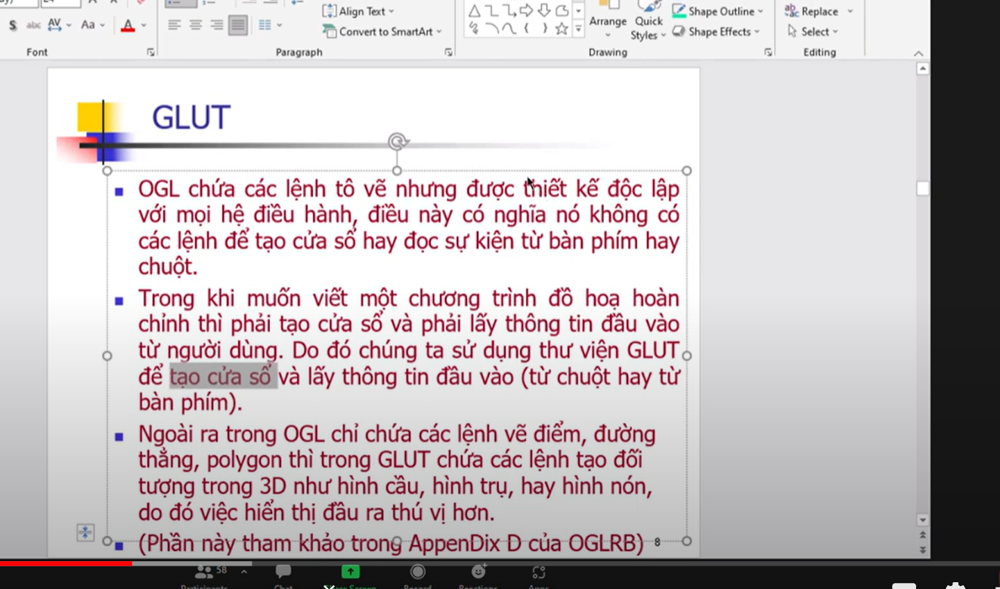 Align Text
Shape Outline
Replace
abc AV Aa A
Convert to SmartArt
Arrange Quick
Styles
Shape Effects
Select
Font
Paragraph
Drawing
Editing
GLUT
OGL chứa các lệnh tô vẽ nhưng được thiết kế độc lập
với mọi hệ điều hành, điều này có nghĩa nó không có
các lệnh để tạo cửa sổ hay đọc sự kiện từ bàn phím hay
chuột.
Trong khi muốn viết một chương trình đồ hoạ hoàn
chỉnh thì phải tạo cửa sổ và phải lấy thông tin đầu vào
từ người dùng. Do đó chúng ta sử dụng thư viện GLUT
để tạo cửa sổ và lấy thông tin đầu vào (từ chuột hay từ
bàn phím).
Ngoài ra trong OGL chỉ chứa các lệnh vẽ điểm, đường
thẳng, polygon thì trong GLUT chứa các lệnh tạo đối
tượng trong 3D như hình cầu, hình trụ, hay hình nón,
do đó việc hiển thị đầu ra thú vị hơn.
(Phần này tham khảo trong AppenDix D của OGLRB) 8
58